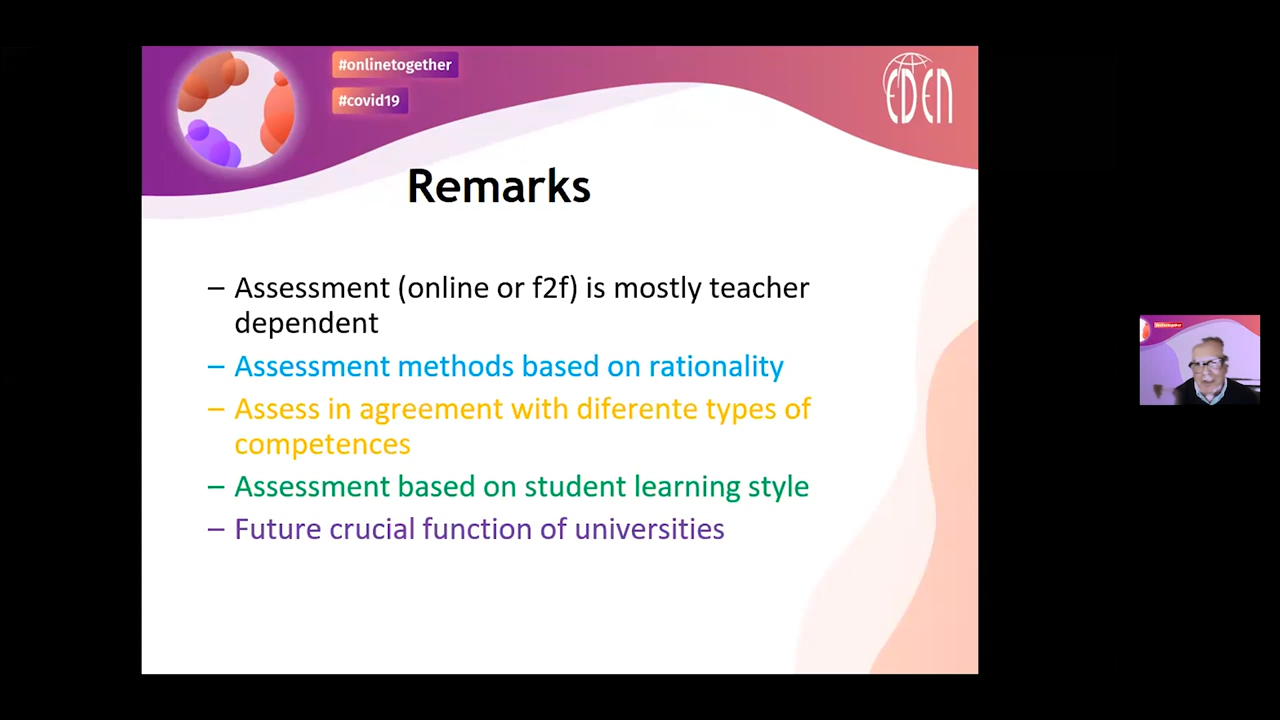 #onlinetogether
#covid19
EDEN
Remarks
– Assessment (online or f2f) is mostly teacher
dependent
– Assessment methods based on rationality
– Assess in agreement with diferente types of
competences
– Assessment based on student learning style
– Future crucial function of universities